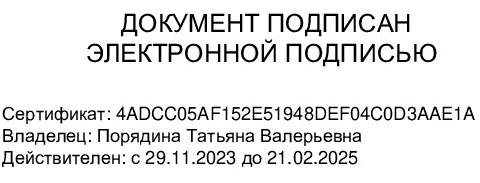 ДОКУМЕНТ ПОДПИСАН
ЭЛЕКТРОННОЙ ПОДПИСЬЮ
Сертификат: 4ADCC05AF152E51948DEF04C0D3AAE1A
Владелец: Порядина Татьяна Валерьевна
Действителен: с 29.11.2023 до 21.02.2025